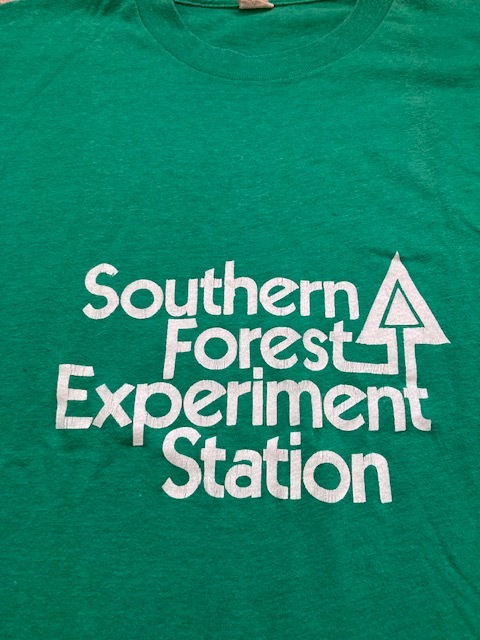 Southern
Forest
Experiment
Station